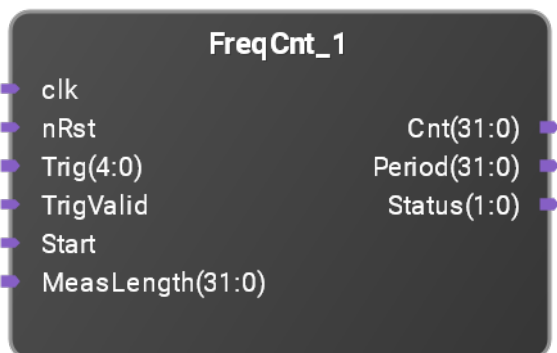 FreqCnt_1
clk
nRst Cnt(31:0)
Trig(4:0) Period(31:0)
TrigValid Status(1:0)
Start
MeasLength(31:0)